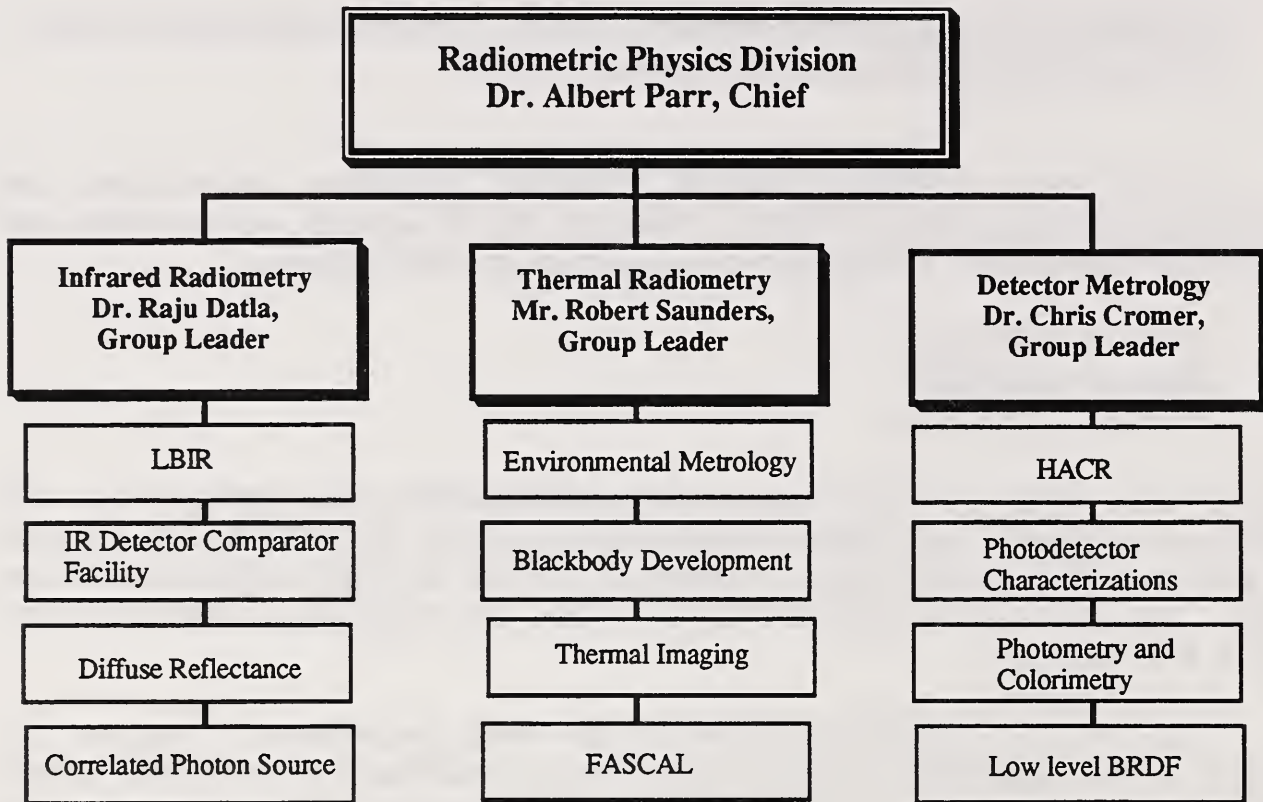 Radiometric Physics Division
Dr. Albert Parr, Chief
Infrared Radiometry
Dr. Raju Datla,
Group Leader
Thermal Radiometry
Mr. Robert Saunders,
Group Leader
Detector Metrology
Dr. Chris Cromer,
Group Leader
LBIR
IR Detector Comparator
Facility
Diffuse Reflectance
Correlated Photon Source
Environmental Metrology
Blackbody Development
Thermal Imaging
FASCAL
HACR
Photodetector
Characterizations
Photometry and
Colorimetry
Low level BRDF